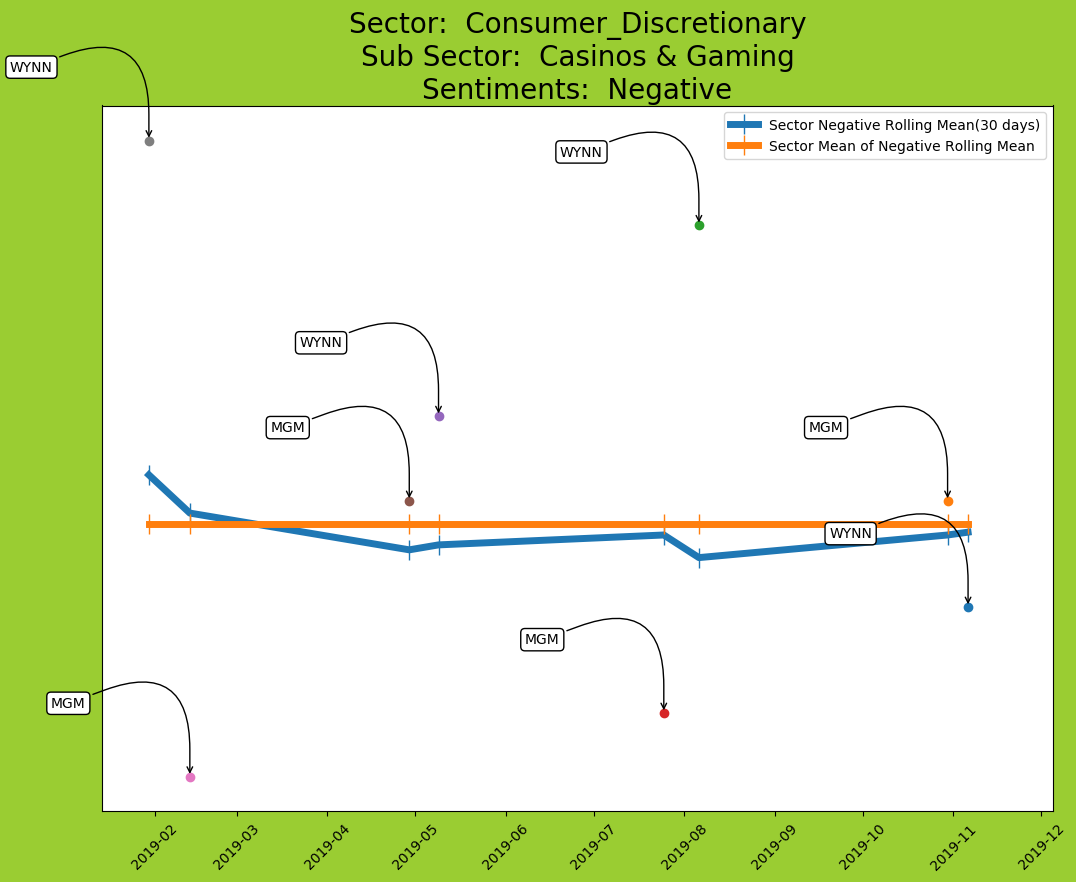 Sector:  Consumer_Discretionary
Sub Sector:  Casinos & Gaming
Sentiments:  Negative
WYNN
Sector Negative Rolling Mean(30 days)
Sector Mean of Negative Rolling Mean
WYNN
WYNN
MGM
MGM
WYNN
MGM
MGM
2019-02
2019-03
2019-04
2019-05
2019-06
2019-07
2019-08
2019-09
2019-10
2019-11
2019-12